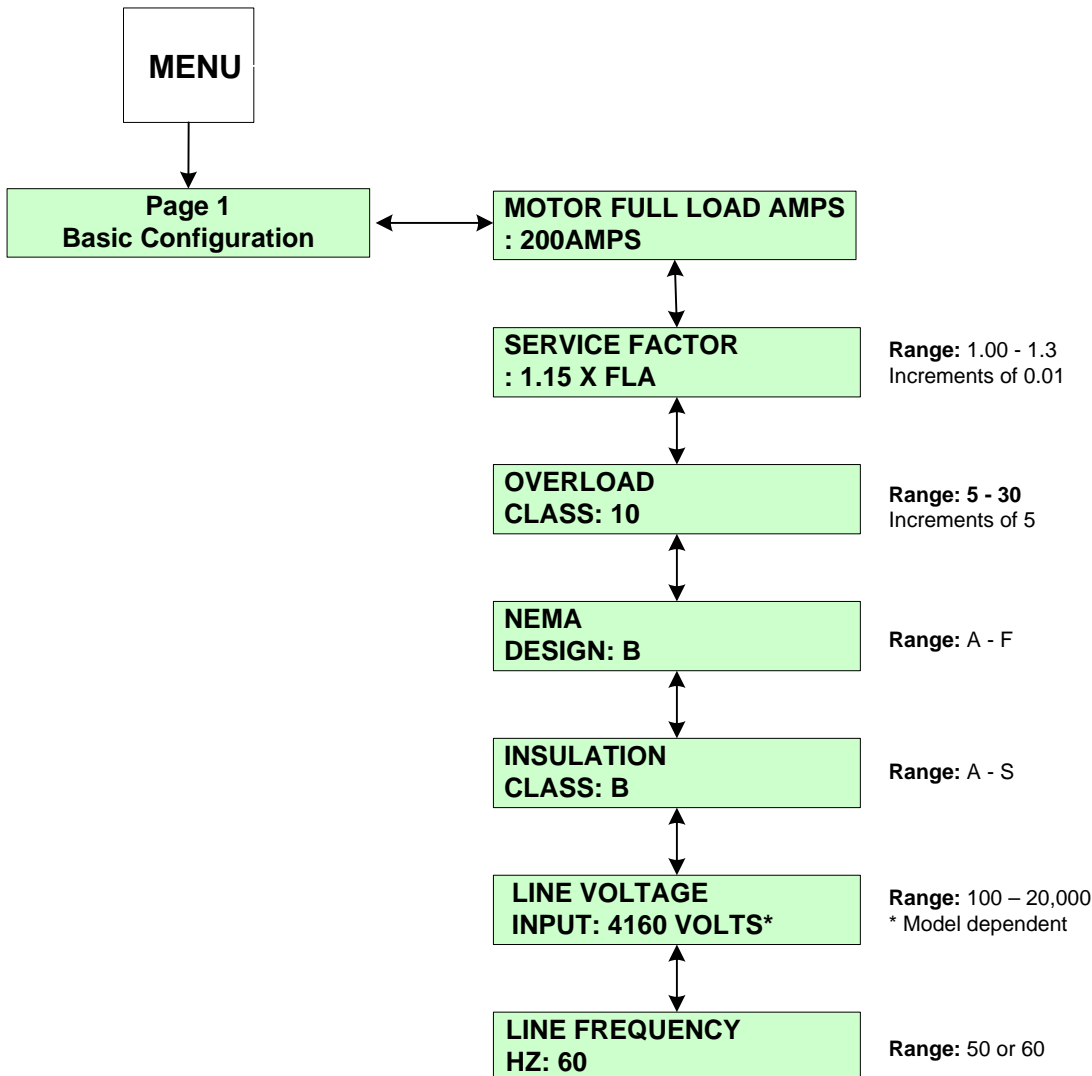 MENU
Page 1
Basic Configuration
MOTOR FULL LOAD AMPS
: 200AMPS
SERVICE FACTOR
: 1.15 X FLA
Range: 1.00 - 1.3
Increments of 0.01
OVERLOAD
CLASS: 10
Range: 5 - 30
Increments of 5
NEMA
DESIGN: B
Range: A - F
INSULATION
CLASS: B
Range: A - S
LINE VOLTAGE
INPUT: 4160 VOLTS*
Range: 100 – 20,000
* Model dependent
LINE FREQUENCY
HZ: 60
Range: 50 or 60